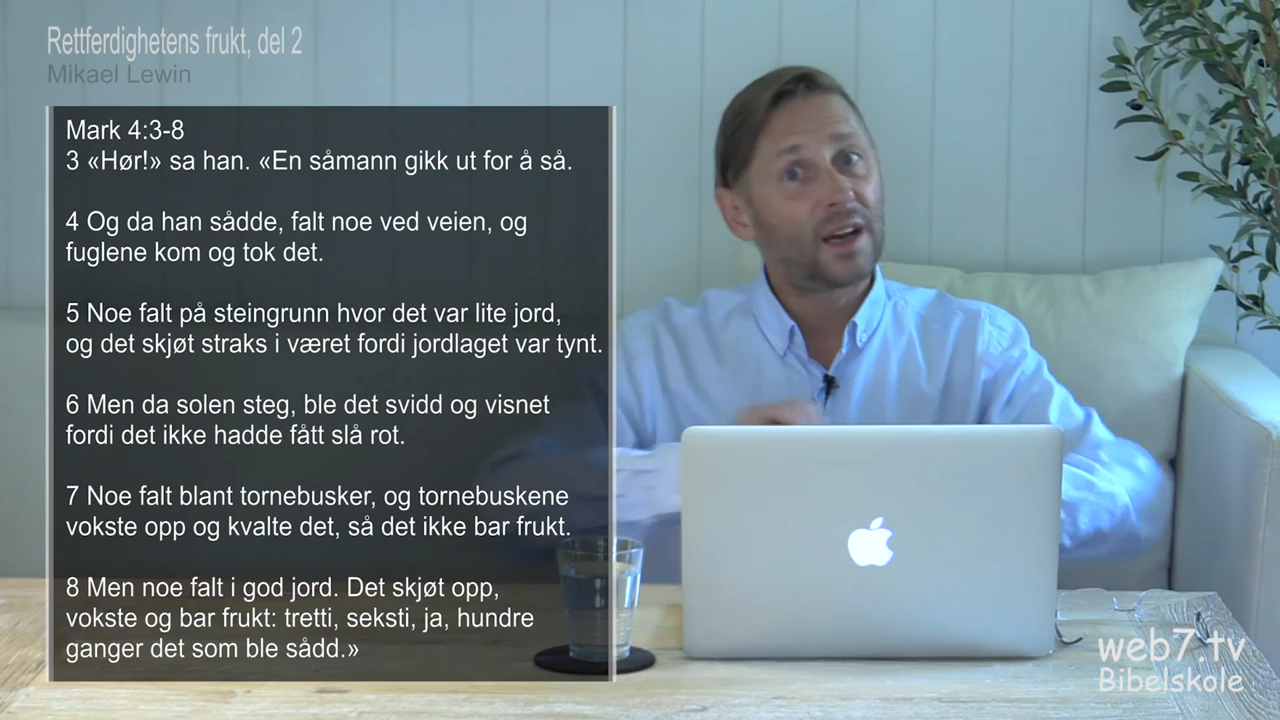 Rettferdighetens frukt, del 2
Mikael Lewin
Mark 4:3-8
3 «Hør!» sa han. «En såmann gikk ut for å så.
4 Og da han sådde, falt noe ved veien, og
fuglene kom og tok det.
5 Noe falt på steingrunn hvor det var lite jord,
og det skjøt straks i været fordi jordlaget var tynt.
6 Men da solen steg, ble det svidd og visnet
fordi det ikke hadde fått slå rot.
7 Noe falt blant tornebusker, og tornebuskene
vokste opp og kvalte det, så det ikke bar frukt.
8 Men noe falt i god jord. Det skjøt opp,
vokste og bar frukt: tretti, seksti, ja, hundre
ganger det som ble sådd.»
web7.tv
Bibelskole